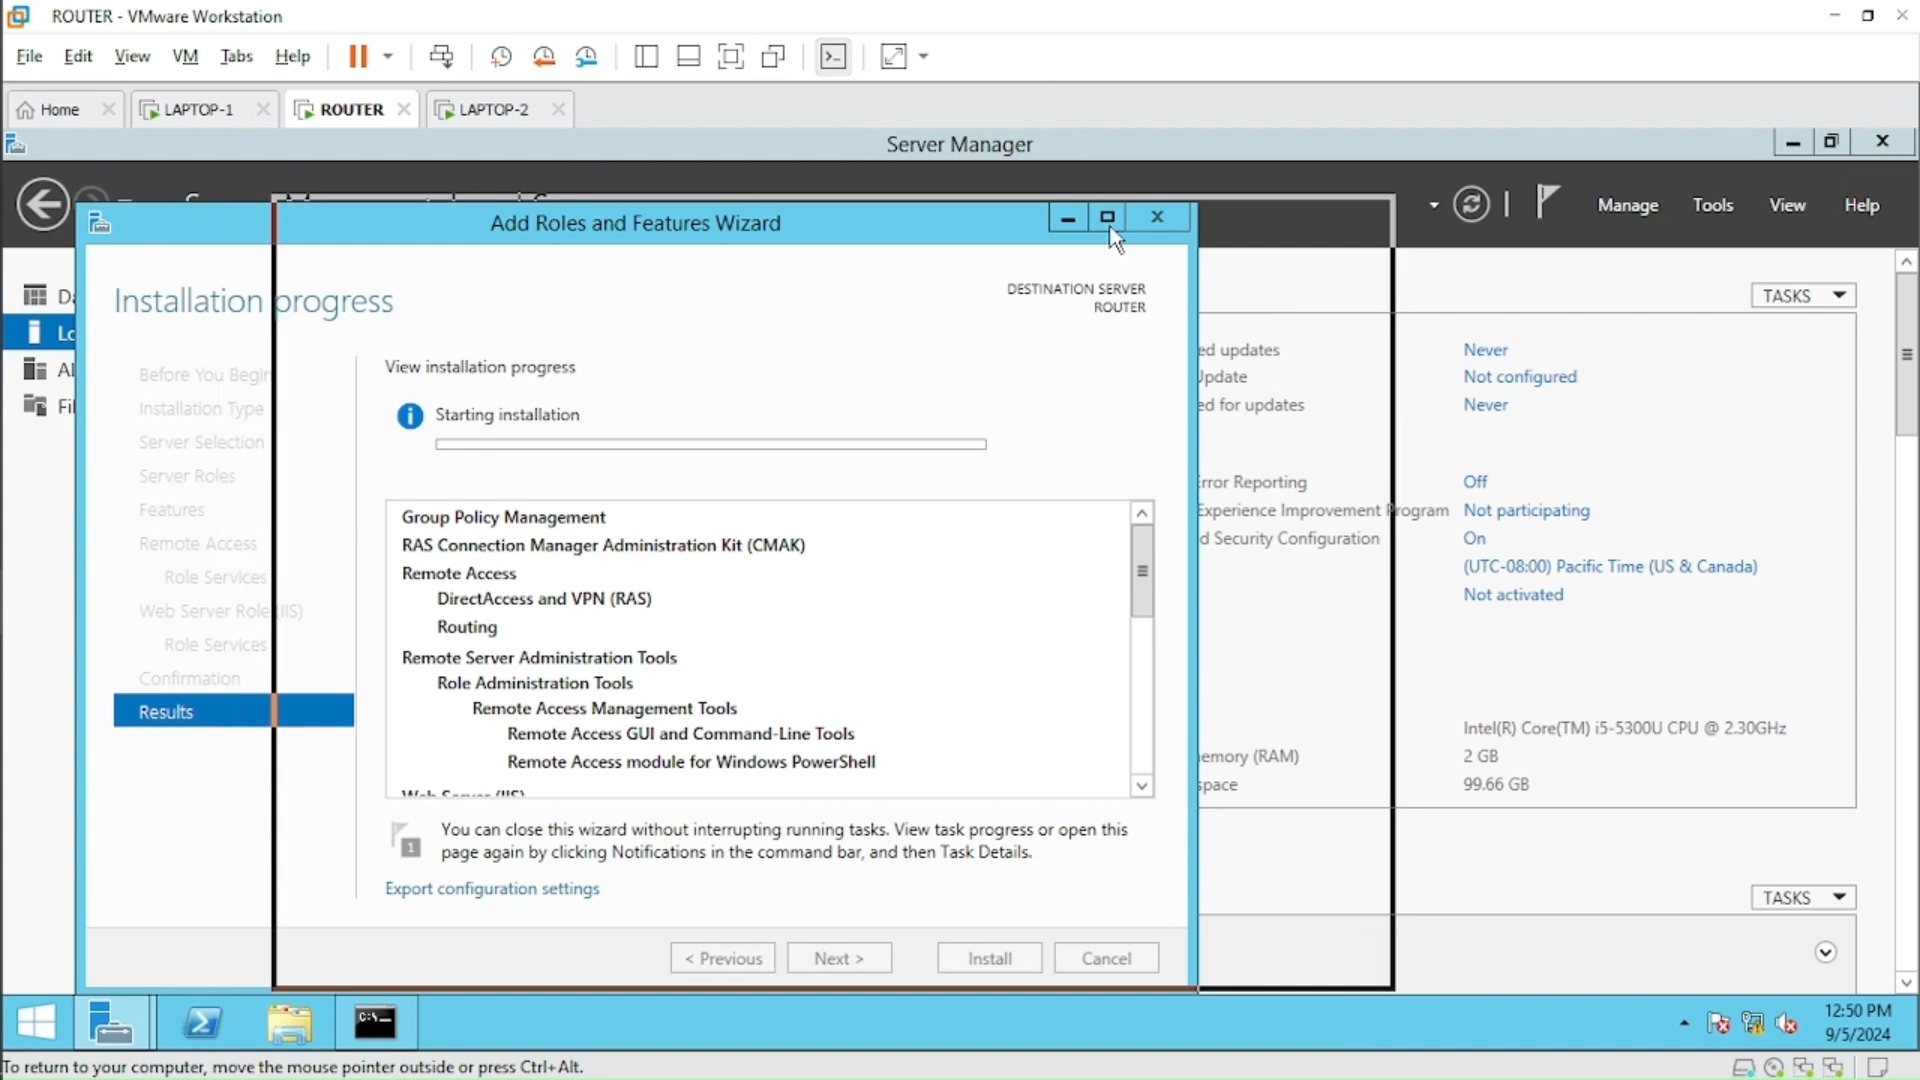 ROUTER - VMware Workstation
File Edit View VM Tabs Help
Home LAPTOP-1 ROUTER LAPTOP-2
Server Manager
Manage Tools View Help
Add Roles and Features Wizard
Installation progress
DESTINATION SERVER
ROUTER
Before You Begin
Installation Type
Server Selection
Server Roles
Features
Remote Access
Role Services
Web Server Role (IIS)
Role Services
Confirmation
Results
View installation progress
Starting installation
Group Policy Management
RAS Connection Manager Administration Kit (CMAK)
Remote Access
DirectAccess and VPN (RAS)
Routing
Remote Server Administration Tools
Role Administration Tools
Remote Access Management Tools
Remote Access GUI and Command-Line Tools
Remote Access module for Windows PowerShell
Web Server (IIS)
1
You can close this wizard without interrupting running tasks. View task progress or open this
page again by clicking Notifications in the command bar, and then Task Details.
Export configuration settings
< Previous Next > Install Cancel
TASKS
ed updates Never
Update Not configured
ed for updates Never
Error Reporting Off
Experience Improvement Program Not participating
d Security Configuration On
(UTC-08:00) Pacific Time (US & Canada)
Not activated
Intel(R) Core(TM) i5-5300U CPU @ 2.30GHz
emory (RAM) 2 GB
space 99.66 GB
TASKS
12:50 PM
9/5/2024
To return to your computer, move the mouse pointer outside or press Ctrl+Alt.